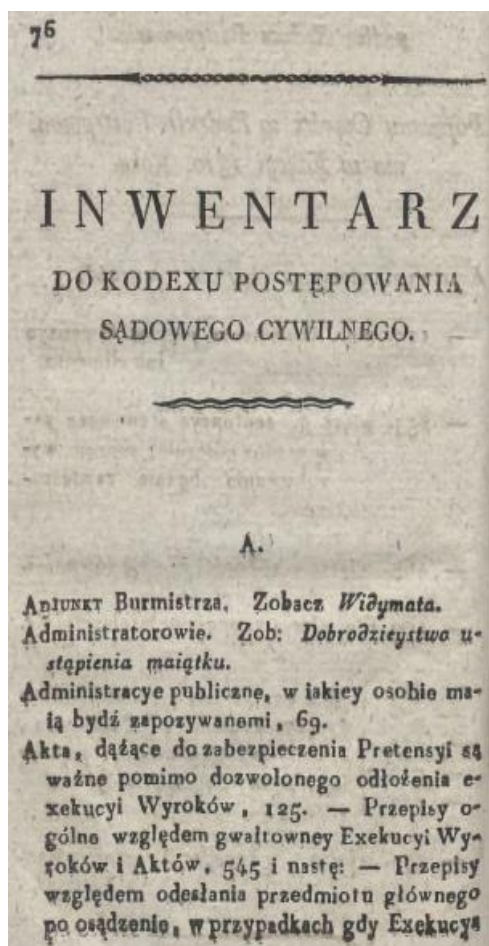 76
INWENTARZ
DO KODEXU POSTĘPOWANIA
SĄDOWEGO CYWILNEGO.
A.
ADIUNKT Burmistrza. Zobacz Widymata.
Administratorowie. Zob: Dobrodzieystwo u-
stąpienia maiątku.
Administracye publiczne, w iakiey osobie ma-
ią bydź zapozywanemi, 69.
Akta, dążące do zabezpieczenia Pretensyi są
ważne pomimo dozwolonego odłożenia e-
xekucyi Wyroków, 125. — Przepisy o-
gólne względem gwałtowney Exekucyi Wy-
roków i Aktów, 545 i nastę: — Przepisy
względem odesłania przedmiotu głównego
po osądzenie, w przypadkach gdy Exekucya